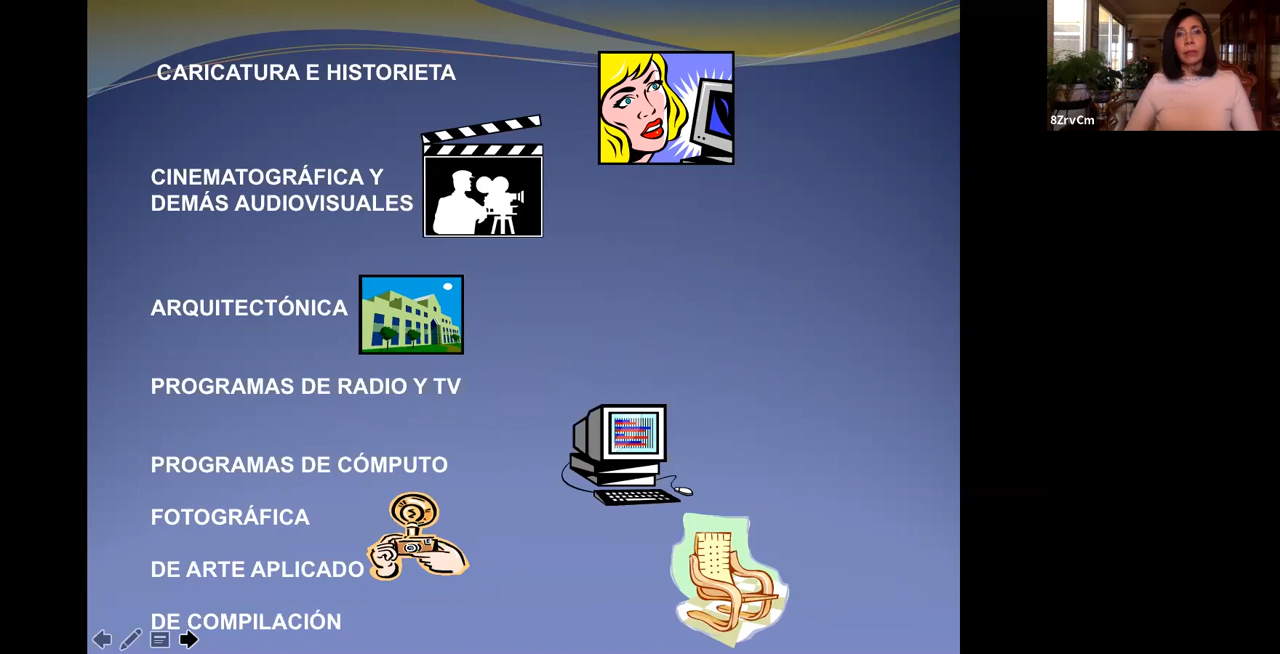 CARICATURA E HISTORIETA
8ZrvCm
CINEMATOGRÁFICA Y
DEMÁS AUDIOVISUALES
ARQUITECTÓNICA
PROGRAMAS DE RADIO Y TV
PROGRAMAS DE CÓMPUTO
FOTOGRÁFICA
DE ARTE APLICADO
DE COMPILACIÓN